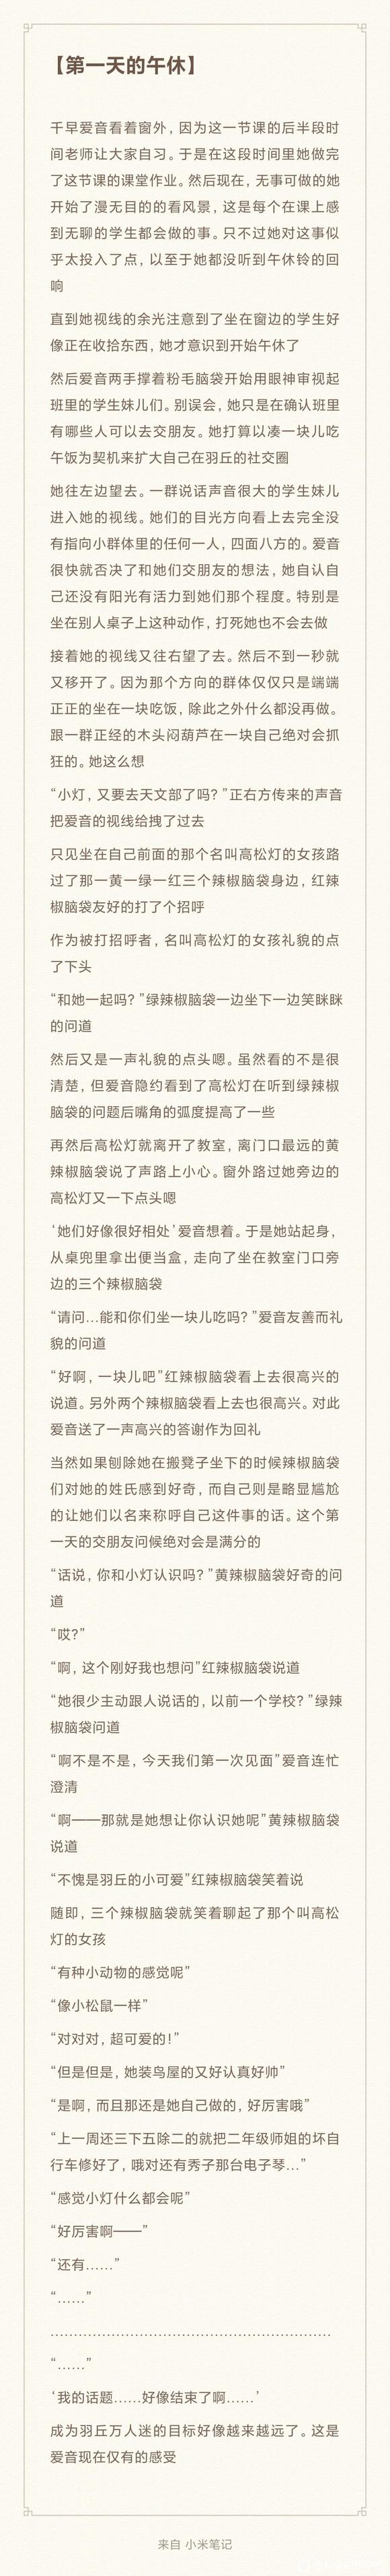 【第一天的午休】
千早爱音看着窗外，因为这一节课的后半段时
间老师让大家自习。于是在这段时间里她做完
了这节课的课堂作业。然后现在，无事可做的她
开始了漫无目的的看风景，这是每个在课上感
到无聊的学生都会做的事。只不过她对这事似
乎太投入了点，以至于她都没听到午休铃的回
响
直到她视线的余光注意到了坐在窗边的学生好
像正在收拾东西，她才意识到开始午休了
然后爱音两手撑着粉毛脑袋开始用眼神审视起
班里的学生妹儿们。别误会，她只是在确认班里
有哪些人可以去交朋友。她打算以凑一块儿吃
午饭为契机来扩大自己在羽丘的社交圈
她往左边望去。一群说话声音很大的学生妹儿
进入她的视线。她们的目光方向看上去完全没
有指向小群体里的任何一人，四面八方的。爱音
很快就否决了和她们交朋友的想法，她自认自
己还没有阳光有活力到她们那个程度。特别是
坐在别人桌子上这种动作，打死她也不会去做
接着她的视线又往右望了去。然后不到一秒就
又移开了。因为那个方向的群体仅仅只是端端
正正的坐在一块吃饭，除此之外什么都没再做。
跟一群正经的木头闷葫芦在一块自己绝对会抓
狂的。她这么想
“小灯，又要去天文部了吗？”正右方传来的声音
把爱音的视线给拽了过去
只见坐在自己前面的那个名叫高松灯的女孩路
过了那一黄一绿一红三个辣椒脑袋身边，红辣
椒脑袋友好的打了个招呼
作为被打招呼者，名叫高松灯的女孩礼貌的点
了下头
“和她一起吗？”绿辣椒脑袋一边坐下一边笑眯眯
的问道
然后又是一声礼貌的点头嗯。虽然看的不是很
清楚，但爱音隐约看到了高松灯在听到绿辣椒
脑袋的问题后嘴角的弧度提高了一些
再然后高松灯就离开了教室，离门口最远的黄
辣椒脑袋说了声路上小心。窗外路过她旁边的
高松灯又一下点头嗯
‘她们好像很好相处’爱音想着。于是她站起身，
从桌兜里拿出便当盒，走向了坐在教室门口旁
边的三个辣椒脑袋
“请问...能和你们坐一块儿吃吗？”爱音友善而礼
貌的问道
“好啊，一块儿吧”红辣椒脑袋看上去很高兴的
说道。另外两个辣椒脑袋看上去也很高兴。对此
爱音送了一声高兴的答谢作为回礼
当然如果刨除她在搬凳子坐下的时候辣椒脑袋
们对她的姓氏感到好奇，而自己则是略显尴尬
的让她们以名来称呼自己这件事的话。这个第
一天的交朋友问候绝对会是满分的
“话说，你和小灯认识吗？”黄辣椒脑袋好奇的问
道
“哎？”
“啊，这个刚好我也想问”红辣椒脑袋说道
“她很少主动跟人说话的，以前一个学校？”绿辣
椒脑袋问道
“啊不是不是，今天我们第一次见面”爱音连忙
澄清
“啊——那就是她想让你认识她呢”黄辣椒脑袋
说道
“不愧是羽丘的小可爱”红辣椒脑袋笑着说
随即，三个辣椒脑袋就笑着聊起了那个叫高松
灯的女孩
“有种小动物的感觉呢”
“像小松鼠一样”
“对对对，超可爱的！”
“但是但是，她装鸟屋的又好认真好帅”
“是啊，而且那还是她自己做的，好厉害哦”
“上一周还三下五除二的就把二年级师姐的坏自
行车修好了，哦对还有秀子那台电子琴...”
“感觉小灯什么都会呢”
“好厉害啊——”
“还有......”
“......”
............................................................
“......”
‘我的话题......好像结束了啊......’
成为羽丘万人迷的目标好像越来越远了。这是
爱音现在仅有的感受
来自 小米笔记